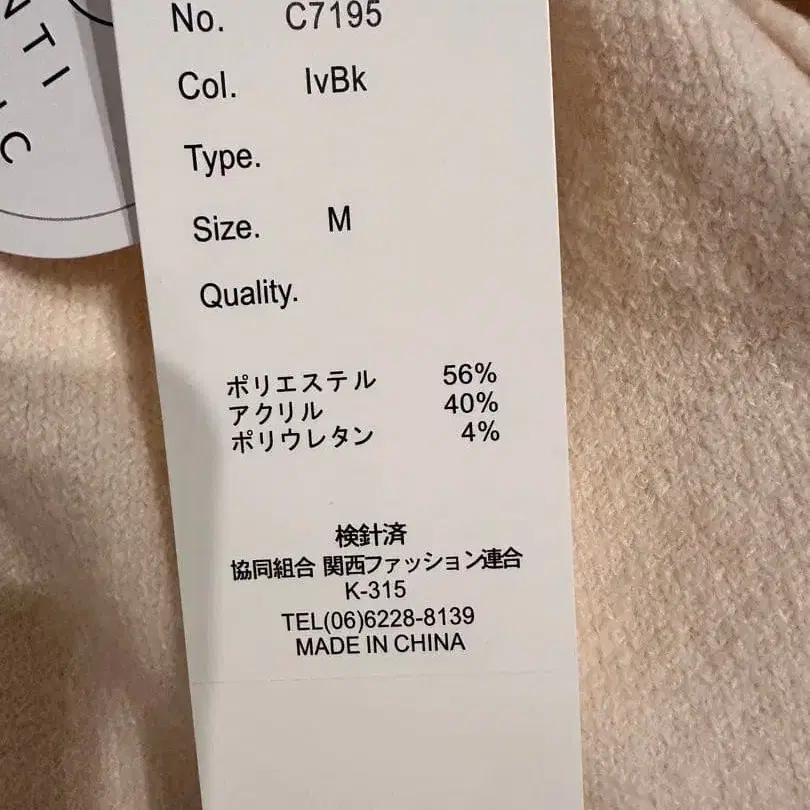 NTI
IC
No. C7195
Col. IvBk
Type.
Size. M
Quality.
ポリエステル 56%
アクリル 40%
ポリウレタン 4%
検針済
協同組合 関西ファッション連合
K-315
TEL(06)6228-8139
MADE IN CHINA